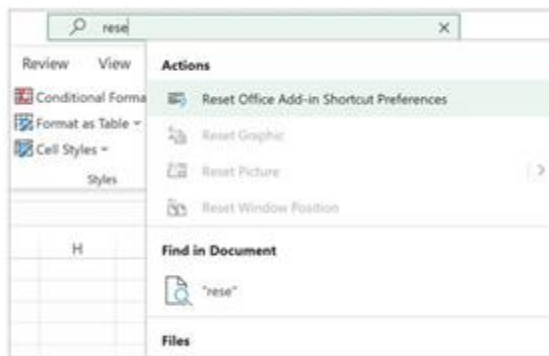 rese
Review View
Conditional Forma
Format as Table
Cell Styles
Styles
H
Actions
Reset Office Add-in Shortcut Preferences
Reset Graphic
Reset Picture
Reset Window Position
Find in Document
"rese"
Files